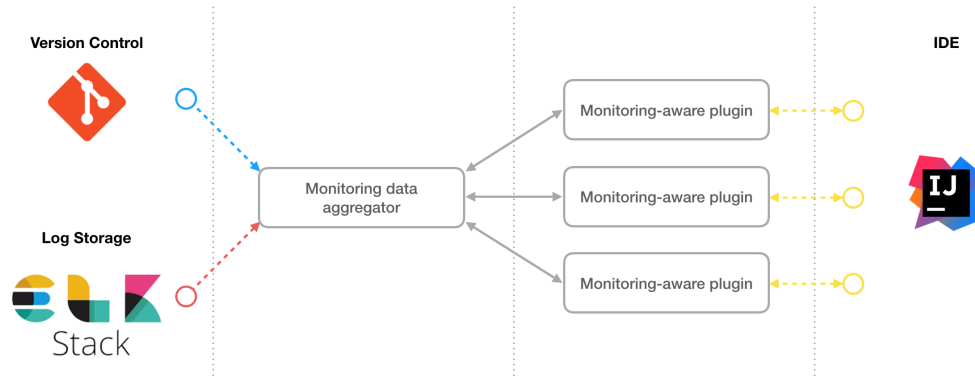 Version Control
IDE
Monitoring-aware plugin
Monitoring data
aggregator
Monitoring-aware plugin
IJ
Log Storage
Monitoring-aware plugin
ELK
Stack